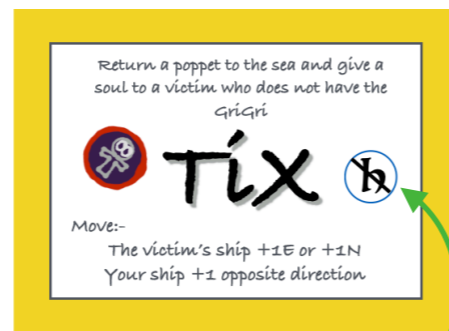 Return a poppet to the sea and give a
soul to a victim who does not have the
GriGri
Tix
h
Move:-
The victim's ship +1E or +1N
Your ship +1 opposite direction